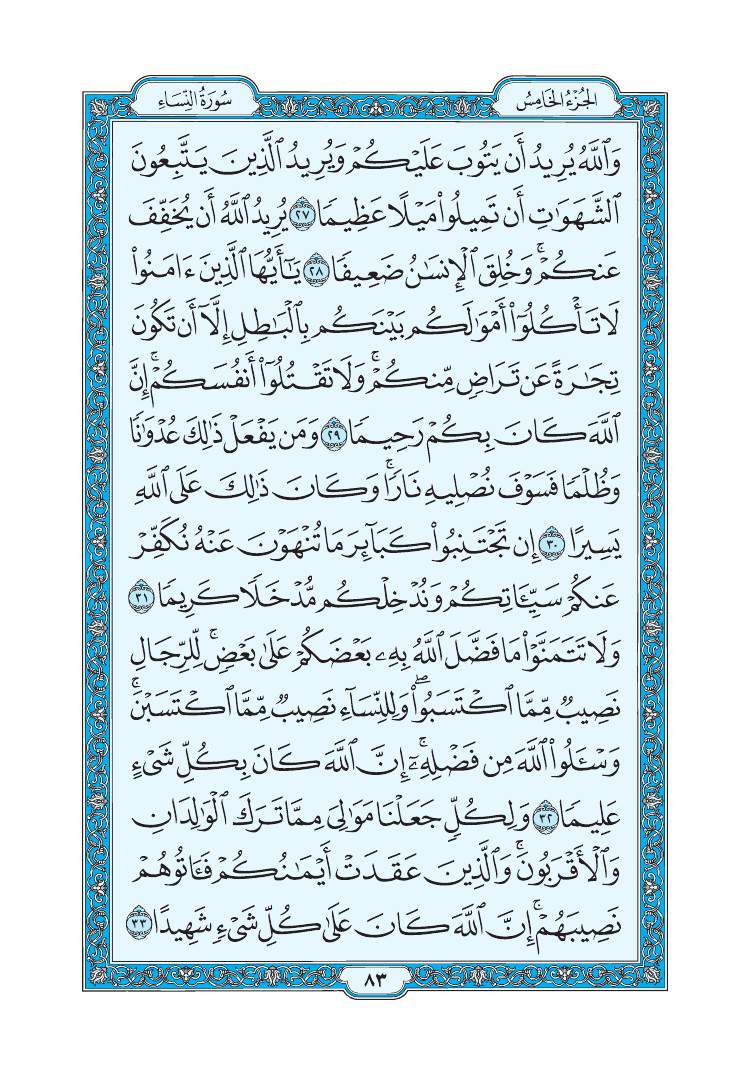 الجُزْءُ الخَامِسُ
سُورَةُ النِّسَاءِ
وَٱللَّهُ يُرِيدُ أَن يَتُوبَ عَلَيْكُمْ وَيُرِيدُ ٱلَّذِينَ يَتَّبِعُونَ
ٱلشَّهَوَٰتِ أَن تَمِيلُوا۟ مَيْلًا عَظِيمًا ٢٧ يُرِيدُ ٱللَّهُ أَن يُخَفِّفَ
عَنكُمْ ۚ وَخُلِقَ ٱلْإِنسَٰنُ ضَعِيفًا ٢٨ يَٰٓأَيُّهَا ٱلَّذِينَ ءَامَنُوا۟
لَا تَأْكُلُوٓا۟ أَمْوَٰلَكُم بَيْنَكُم بِٱلْبَٰطِلِ إِلَّآ أَن تَكُونَ
تِجَٰرَةً عَن تَرَاضٍ مِّنكُمْ ۚ وَلَا تَقْتُلُوٓا۟ أَنفُسَكُمْ ۚ إِنَّ
ٱللَّهَ كَانَ بِكُمْ رَحِيمًا ٢٩ وَمَن يَفْعَلْ ذَٰلِكَ عُدْوَٰنًا
وَظُلْمًا فَسَوْفَ نُصْلِيهِ نَارًا ۚ وَكَانَ ذَٰلِكَ عَلَى ٱللَّهِ
يَسِيرًا ٣٠ إِن تَجْتَنِبُوا۟ كَبَآئِرَ مَا تُنْهَوْنَ عَنْهُ نُكَفِّرْ
عَنكُمْ سَيِّـَٔاتِكُمْ وَنُدْخِلْكُم مُّدْخَلًا كَرِيمًا ٣١
وَلَا تَتَمَنَّوْا۟ مَا فَضَّلَ ٱللَّهُ بِهِۦ بَعْضَكُمْ عَلَىٰ بَعْضٍ ۚ لِّلرِّجَالِ
نَصِيبٌ مِّمَّا ٱكْتَسَبُوا۟ ۖ وَلِلنِّسَآءِ نَصِيبٌ مِّمَّا ٱكْتَسَبْنَ ۚ
وَسْـَٔلُوا۟ ٱللَّهَ مِن فَضْلِهِۦٓ ۗ إِنَّ ٱللَّهَ كَانَ بِكُلِّ شَىْءٍ
عَلِيمًا ٣٢ وَلِكُلٍّ جَعَلْنَا مَوَٰلِىَ مِمَّا تَرَكَ ٱلْوَٰلِدَانِ
وَٱلْأَقْرَبُونَ ۚ وَٱلَّذِينَ عَقَدَتْ أَيْمَٰنُكُمْ فَـَٔاتُوهُمْ
نَصِيبَهُمْ ۚ إِنَّ ٱللَّهَ كَانَ عَلَىٰ كُلِّ شَىْءٍ شَهِيدًا ٣٣
٨٣